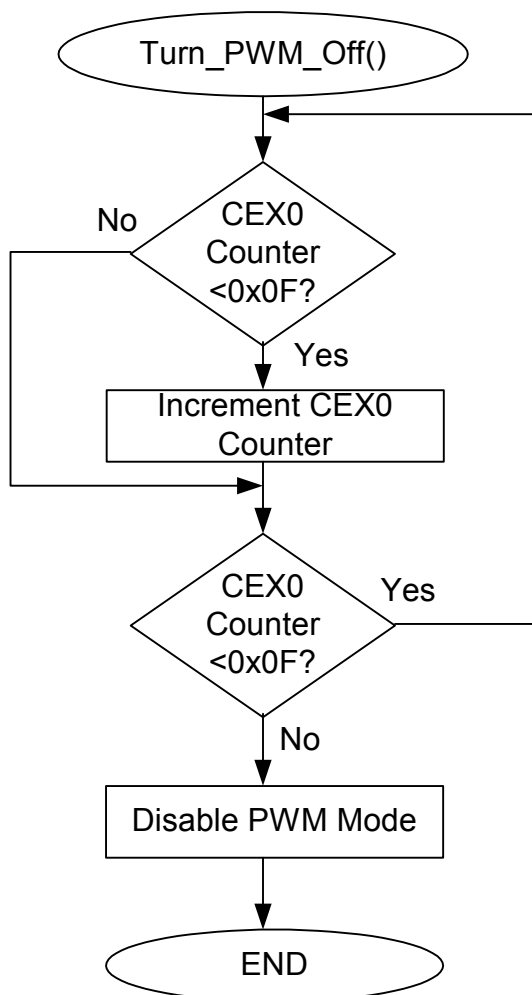 Turn_PWM_Off()
No
CEX0
Counter
<0x0F?
Yes
Increment CEX0
Counter
CEX0
Counter
<0x0F?
Yes
No
Disable PWM Mode
END